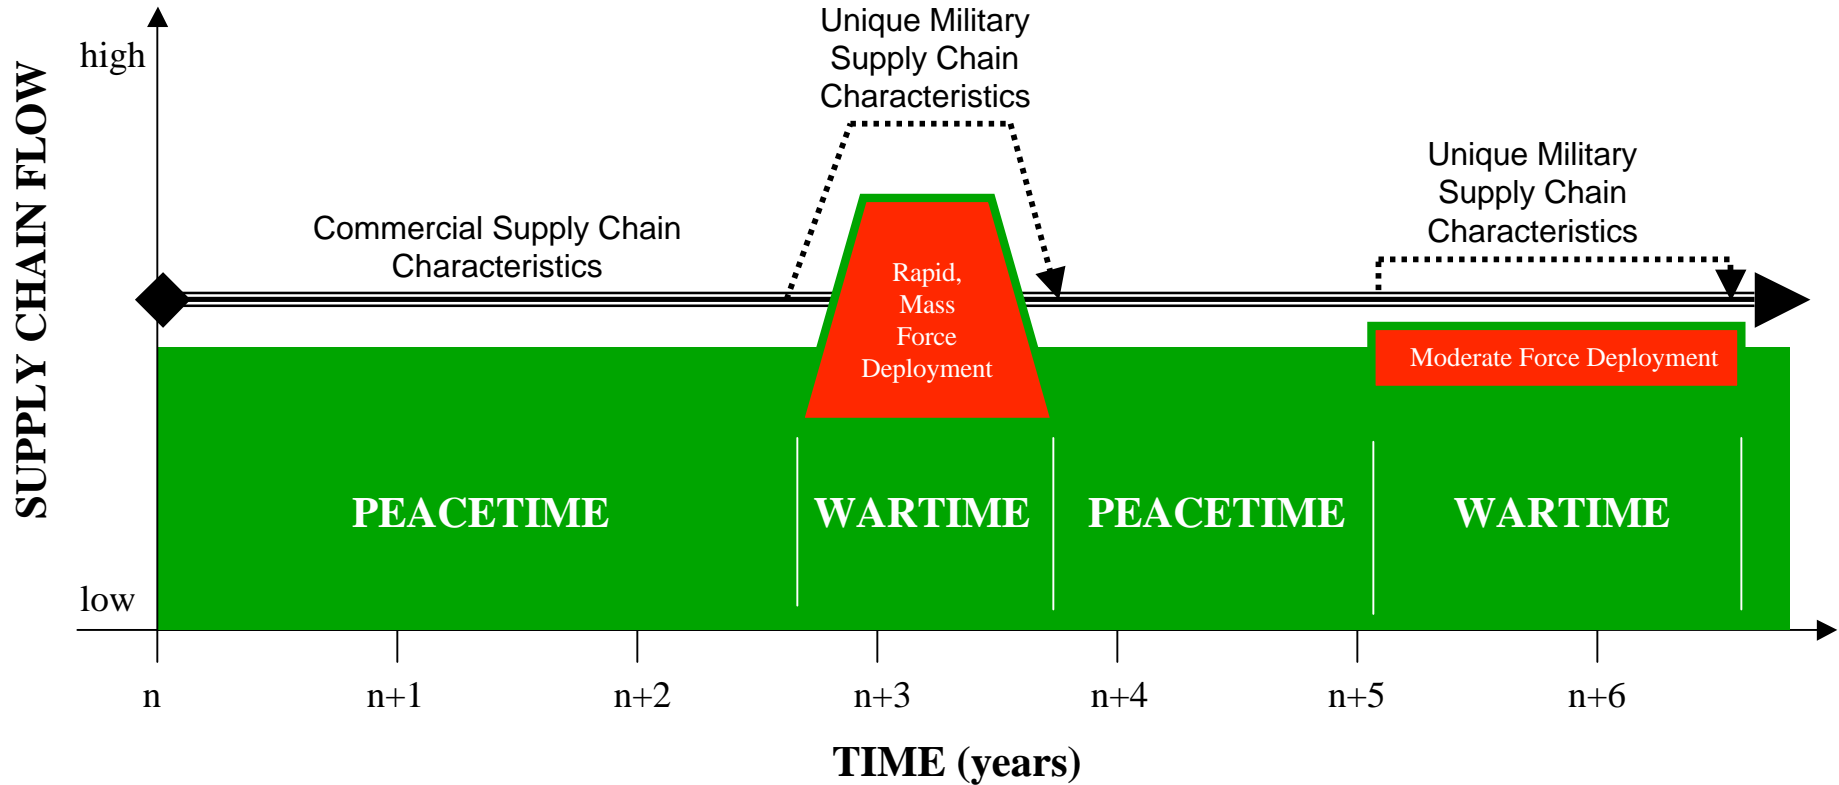 Unique Military
Supply Chain
Characteristics
high
SUPPLY CHAIN FLOW
Unique Military
Supply Chain
Characteristics
Commercial Supply Chain
Characteristics
Rapid,
Mass
Force
Deployment
Moderate Force Deployment
PEACETIME
WARTIME
PEACETIME
WARTIME
low
n
n+1
n+2
n+3
n+4
n+5
n+6
TIME (years)